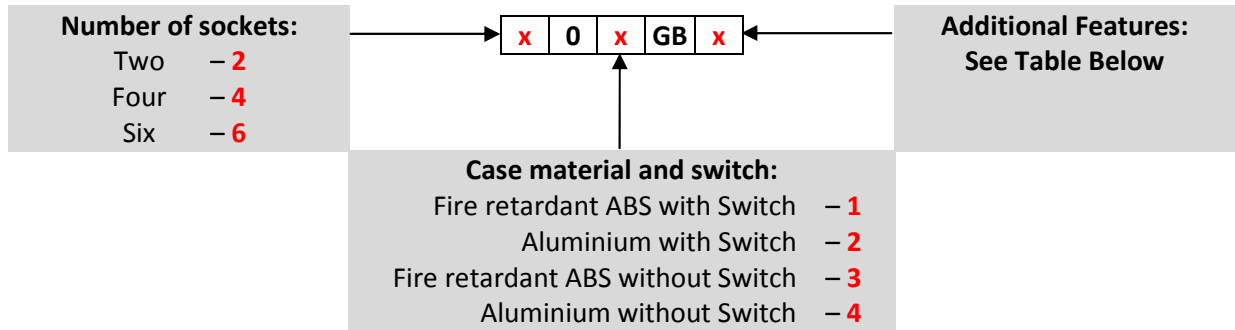 Number of sockets:
Two – 2
Four – 4
Six – 6
x 0 x GB x
Additional Features:
See Table Below
Case material and switch:
Fire retardant ABS with Switch – 1
Aluminium with Switch – 2
Fire retardant ABS without Switch – 3
Aluminium without Switch – 4